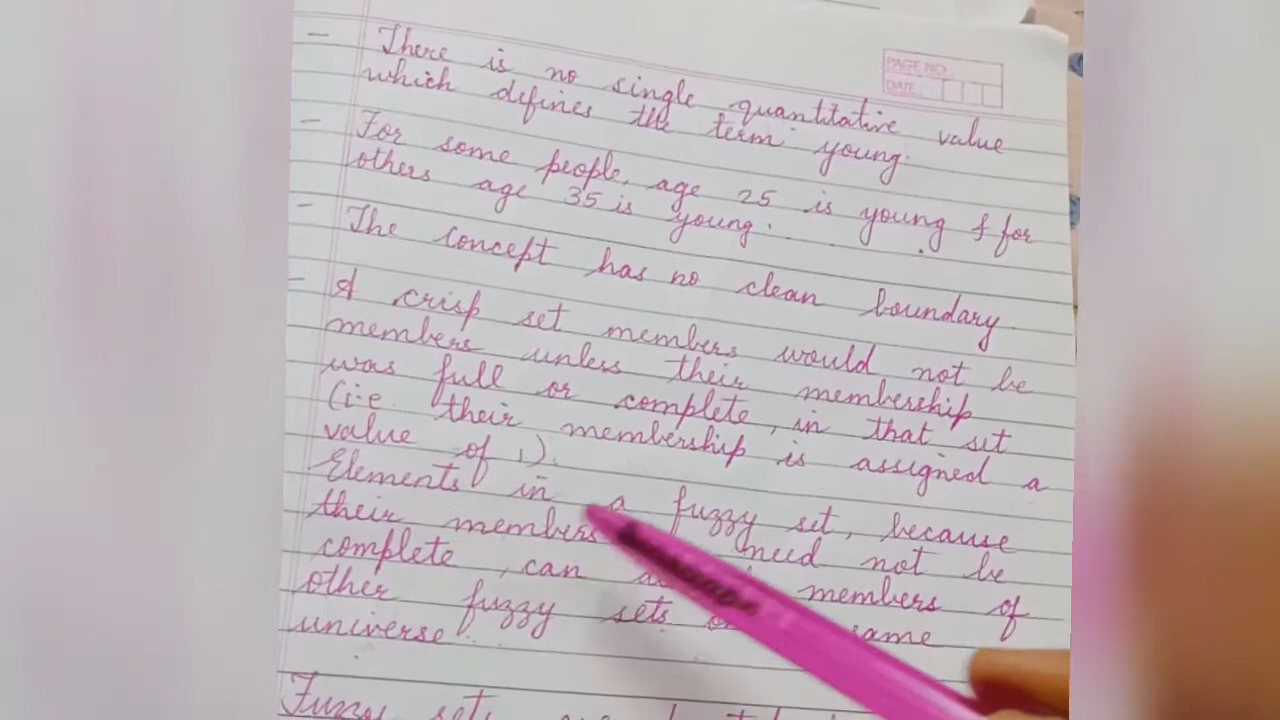 PAGE NO.
DATE
- There is no single quantitative value
which defines the term young.
- For some people, age 25 is young & for
others age 35 is young.
- The concept has no clean boundary.
- A crisp set members would not be
members unless their membership
was full or complete, in that set
(i.e their membership is assigned a
value of 1).
Elements in a fuzzy set, because
their members need not be
complete, can members of
other fuzzy sets same
universe.
Fuzzy sets